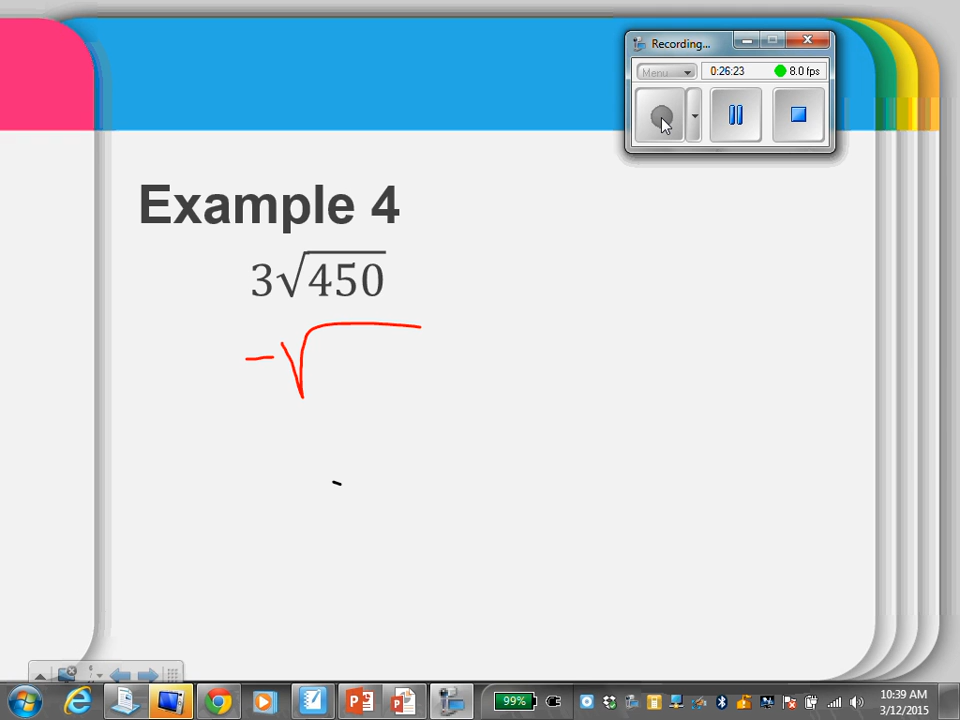 Recording...
Menu
0:26:23
8.0 fps
Example 4
3√450
-√
99%
10:39 AM
3/12/2015